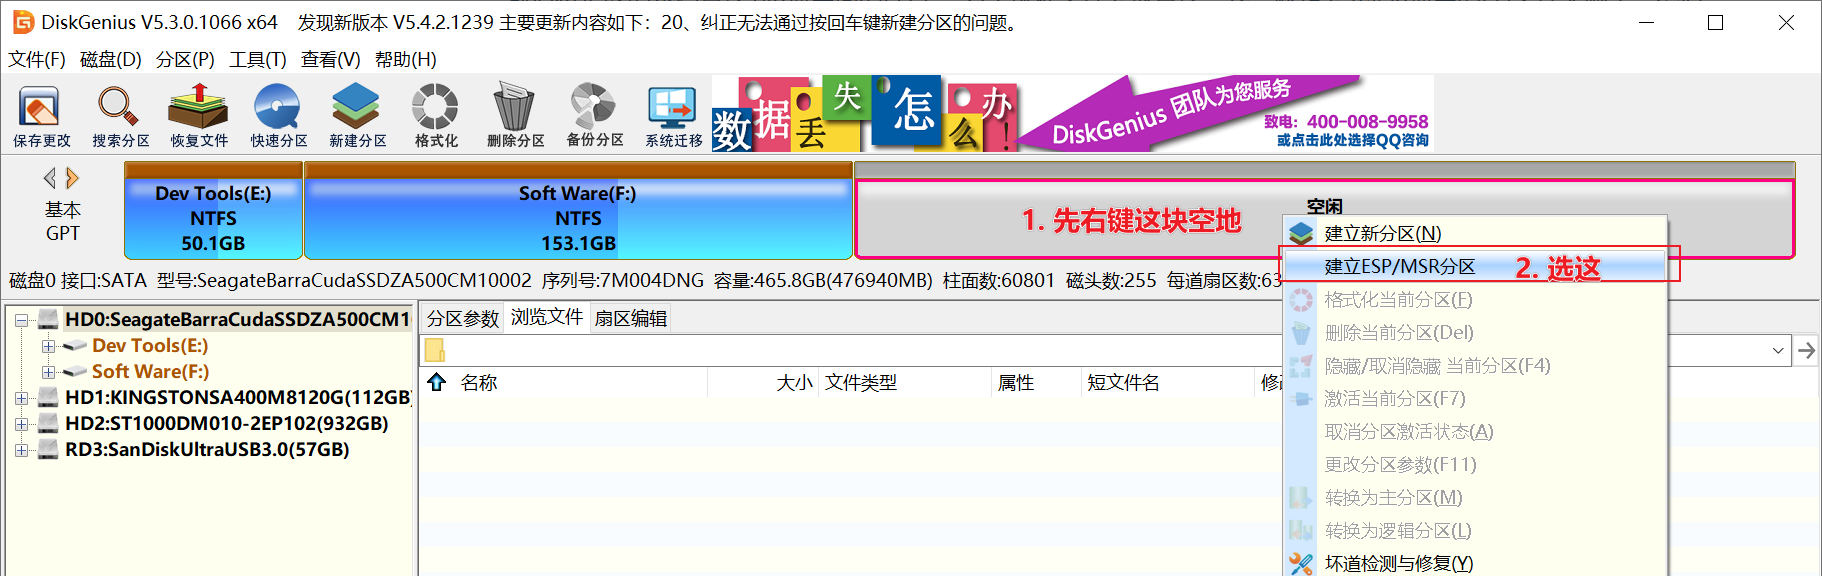 DiskGenius V5.3.0.1066 x64 发现新版本 V5.4.2.1239 主要更新内容如下：20、纠正无法通过按回车键新建分区的问题。
文件(F) 磁盘(D) 分区(P) 工具(T) 查看(V) 帮助(H)
保存更改 搜索分区 恢复文件 快速分区 新建分区 格式化 删除分区 备份分区 系统迁移
数据丢失怎么办！
DiskGenius 团队为您服务
致电：400-008-9958
或点击此处选择QQ咨询
基本
GPT
Dev Tools(E:)
NTFS
50.1GB
Soft Ware(F:)
NTFS
153.1GB
空闲
1. 先右键这块空地
磁盘0 接口:SATA 型号:SeagateBarraCudaSSDZA500CM10002 序列号:7M004DNG 容量:465.8GB(476940MB) 柱面数:60801 磁头数:255 每道扇区数:63
HD0:SeagateBarraCudaSSDZA500CM1
Dev Tools(E:)
Soft Ware(F:)
HD1:KINGSTONSA400M8120G(112GB)
HD2:ST1000DM010-2EP102(932GB)
RD3:SanDiskUltraUSB3.0(57GB)
分区参数 浏览文件 扇区编辑
名称 大小 文件类型 属性 短文件名
建立新分区(N)
建立ESP/MSR分区 2. 选这
格式化当前分区(F)
删除当前分区(Del)
隐藏/取消隐藏 当前分区(F4)
激活当前分区(F7)
取消分区激活状态(A)
更改分区参数(F11)
转换为主分区(M)
转换为逻辑分区(L)
坏道检测与修复(Y)